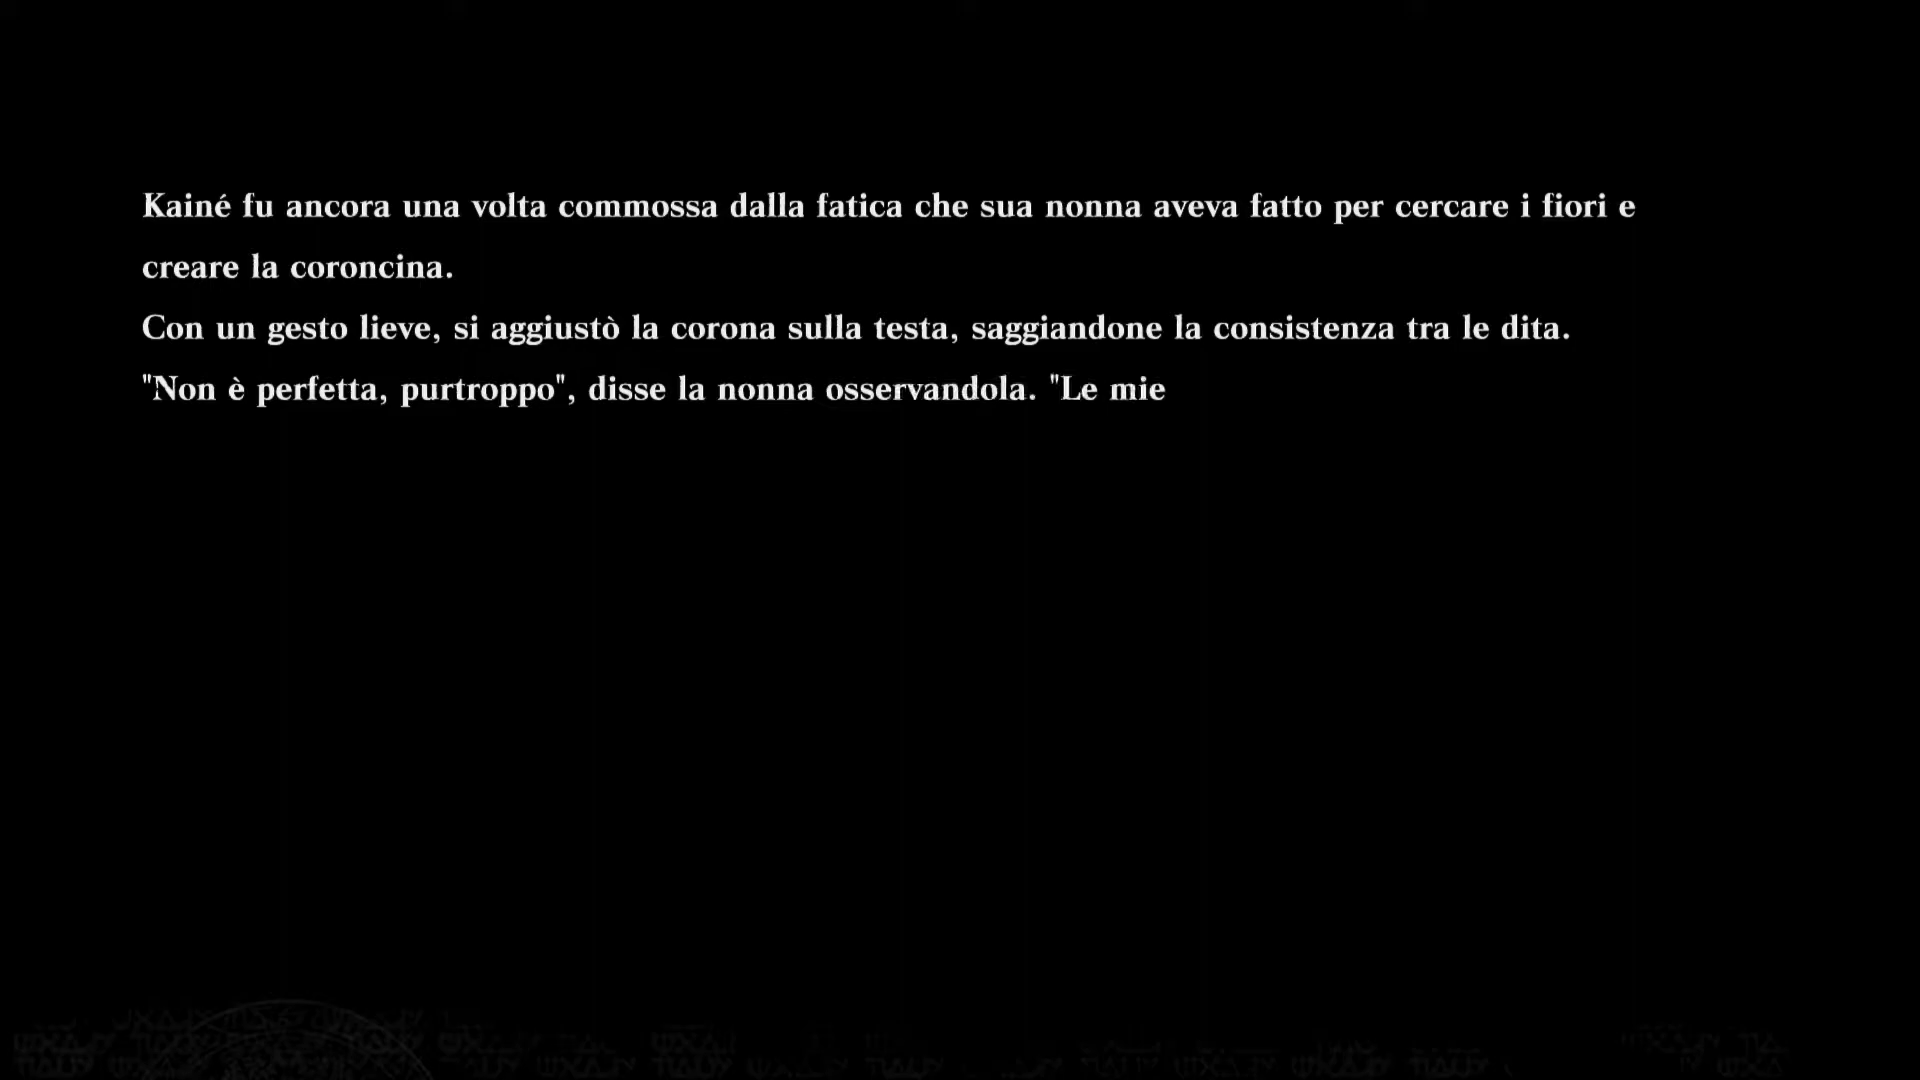 Kainé fu ancora una volta commossa dalla fatica che sua nonna aveva fatto per cercare i fiori e
creare la coroncina.
Con un gesto lieve, si aggiustò la corona sulla testa, saggiandone la consistenza tra le dita.
"Non è perfetta, purtroppo", disse la nonna osservandola. "Le mie